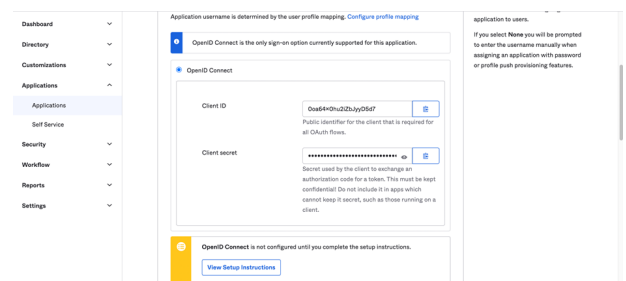 Dashboard
Directory
Customizations
Applications
Applications
Self Service
Security
Workflow
Reports
Settings
Application username is determined by the user profile mapping. Configure profile mapping
OpenID Connect is the only sign-on option currently supported for this application.
OpenID Connect
Client ID
0oa64x0hu2iZbJyyD5d7
Public identifier for the client that is required for
all OAuth flows.
Client secret
Secret used by the client to exchange an
authorization code for a token. This must be kept
confidential! Do not include it in apps which
cannot keep it secret, such as those running on a
client.
OpenID Connect is not configured until you complete the setup instructions.
View Setup Instructions
application to users.
If you select None you will be prompted
to enter the username manually when
assigning an application with password
or profile push provisioning features.